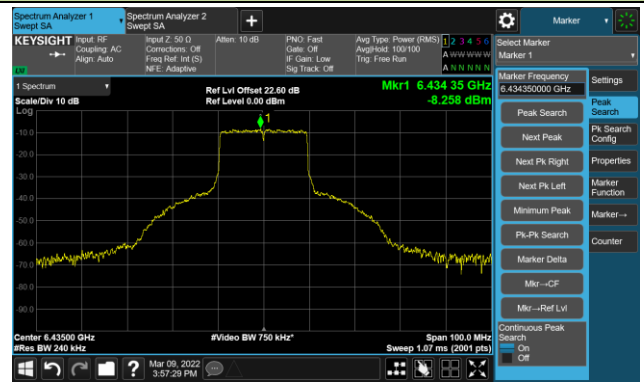 Spectrum Analyzer 1
Swept SA
Spectrum Analyzer 2
Swept SA
+
Marker
KEYSIGHT
Input: RF
Coupling: AC
Align: Auto
Input Z: 50 Ω
Corrections: Off
Freq Ref: Int (S)
NFE: Adaptive
Atten: 10 dB
PNO: Fast
Gate: Off
IF Gain: Low
Sig Track: Off
Avg Type: Power (RMS)
Avg|Hold: 100/100
Trig: Free Run
1 2 3 4 5 6
A W W W W W
A N N N N N
LXI
Select Marker
Marker 1
1 Spectrum
Scale/Div 10 dB
Log
Ref Lvl Offset 22.60 dB
Ref Level 0.00 dBm
Mkr1 6.434 35 GHz
-8.258 dBm
1
-10.0
-20.0
-30.0
-40.0
-50.0
-60.0
-70.0
-80.0
-90.0
Center 6.43500 GHz
#Res BW 240 kHz
#Video BW 750 kHz*
Span 100.0 MHz
Sweep 1.07 ms (2001 pts)
Marker Frequency
6.434350000 GHz
Peak Search
Next Peak
Next Pk Right
Next Pk Left
Minimum Peak
Pk-Pk Search
Marker Delta
Mkr→CF
Mkr→Ref Lvl
Continuous Peak
Search
On
Off
Settings
Peak
Search
Pk Search
Config
Properties
Marker
Function
Marker→
Counter
?
Mar 09, 2022
3:57:29 PM